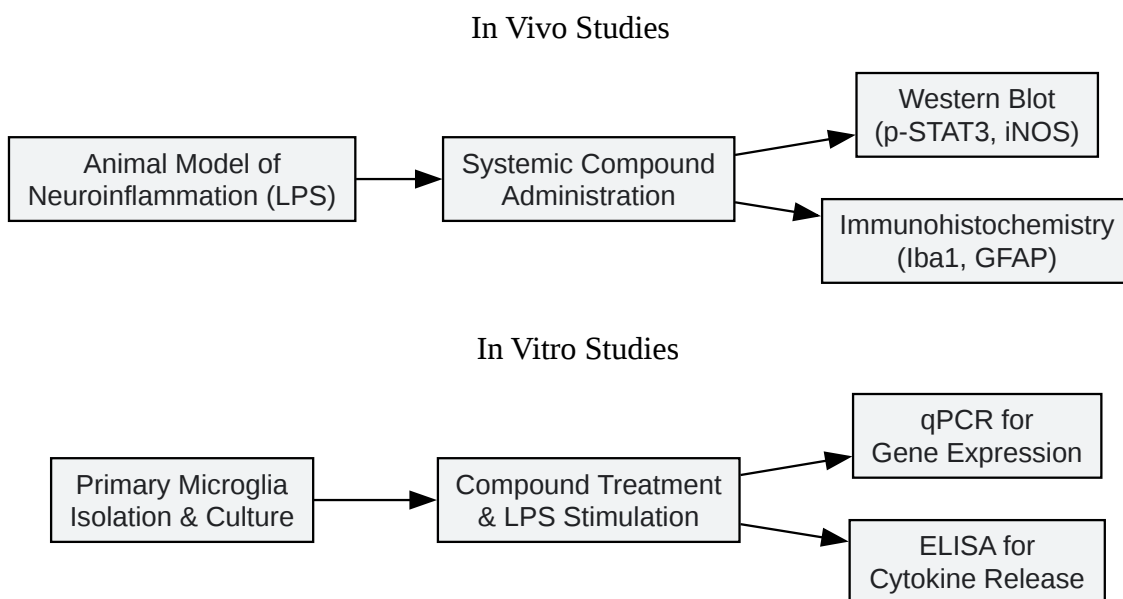 In Vivo Studies
Animal Model of
Neuroinflammation (LPS)
Systemic Compound
Administration
Western Blot
(p-STAT3, iNOS)
Immunohistochemistry
(Iba1, GFAP)
In Vitro Studies
Primary Microglia
Isolation & Culture
Compound Treatment
& LPS Stimulation
qPCR for
Gene Expression
ELISA for
Cytokine Release